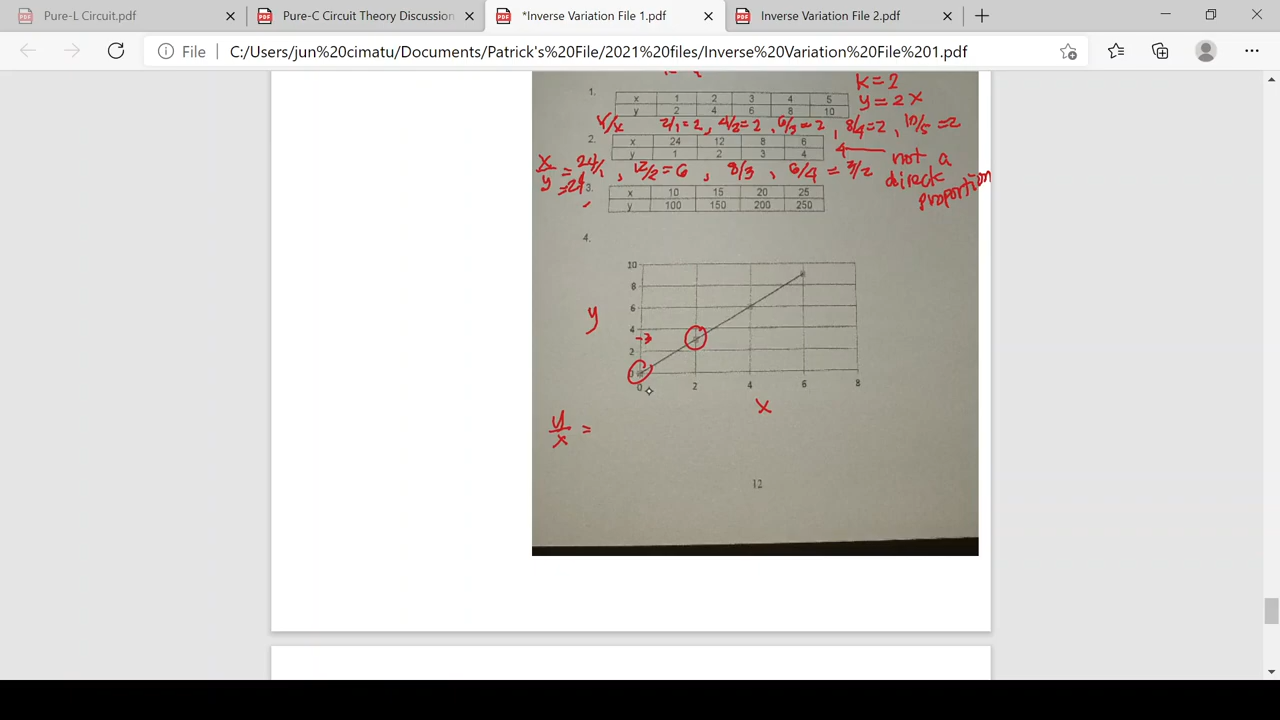 Pure-L Circuit.pdf
Pure-C Circuit Theory Discussion
*Inverse Variation File 1.pdf
Inverse Variation File 2.pdf
File
C:/Users/jun%20cimatu/Documents/Patrick's%20File/2021%20files/Inverse%20Variation%20File%201.pdf
k = 2
1.
x 1 2 3 4 5
y 2 4 6 8 10
y = 2x
y/x 2/1 = 2, 4/2 = 2, 6/3 = 2, 8/4 = 2, 10/5 = 2
2.
x 24 12 8 6
y 1 2 3 4
4 not a
direct
proportion
x/y = 24/1 , 12/2 = 6 , 8/3 , 6/4 = 3/2
= 24,
3.
x 10 15 20 25
y 100 150 200 250
4.
10
8
6
4
-3
2
0
y
0 2 4 6 8
x
y/x =
12